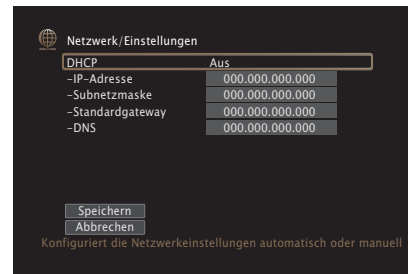 Netzwerk/Einstellungen
DHCP Aus
-IP-Adresse 000.000.000.000
-Subnetzmaske 000.000.000.000
-Standardgateway 000.000.000.000
-DNS 000.000.000.000
Speichern
Abbrechen
Konfiguriert die Netzwerkeinstellungen automatisch oder manuell